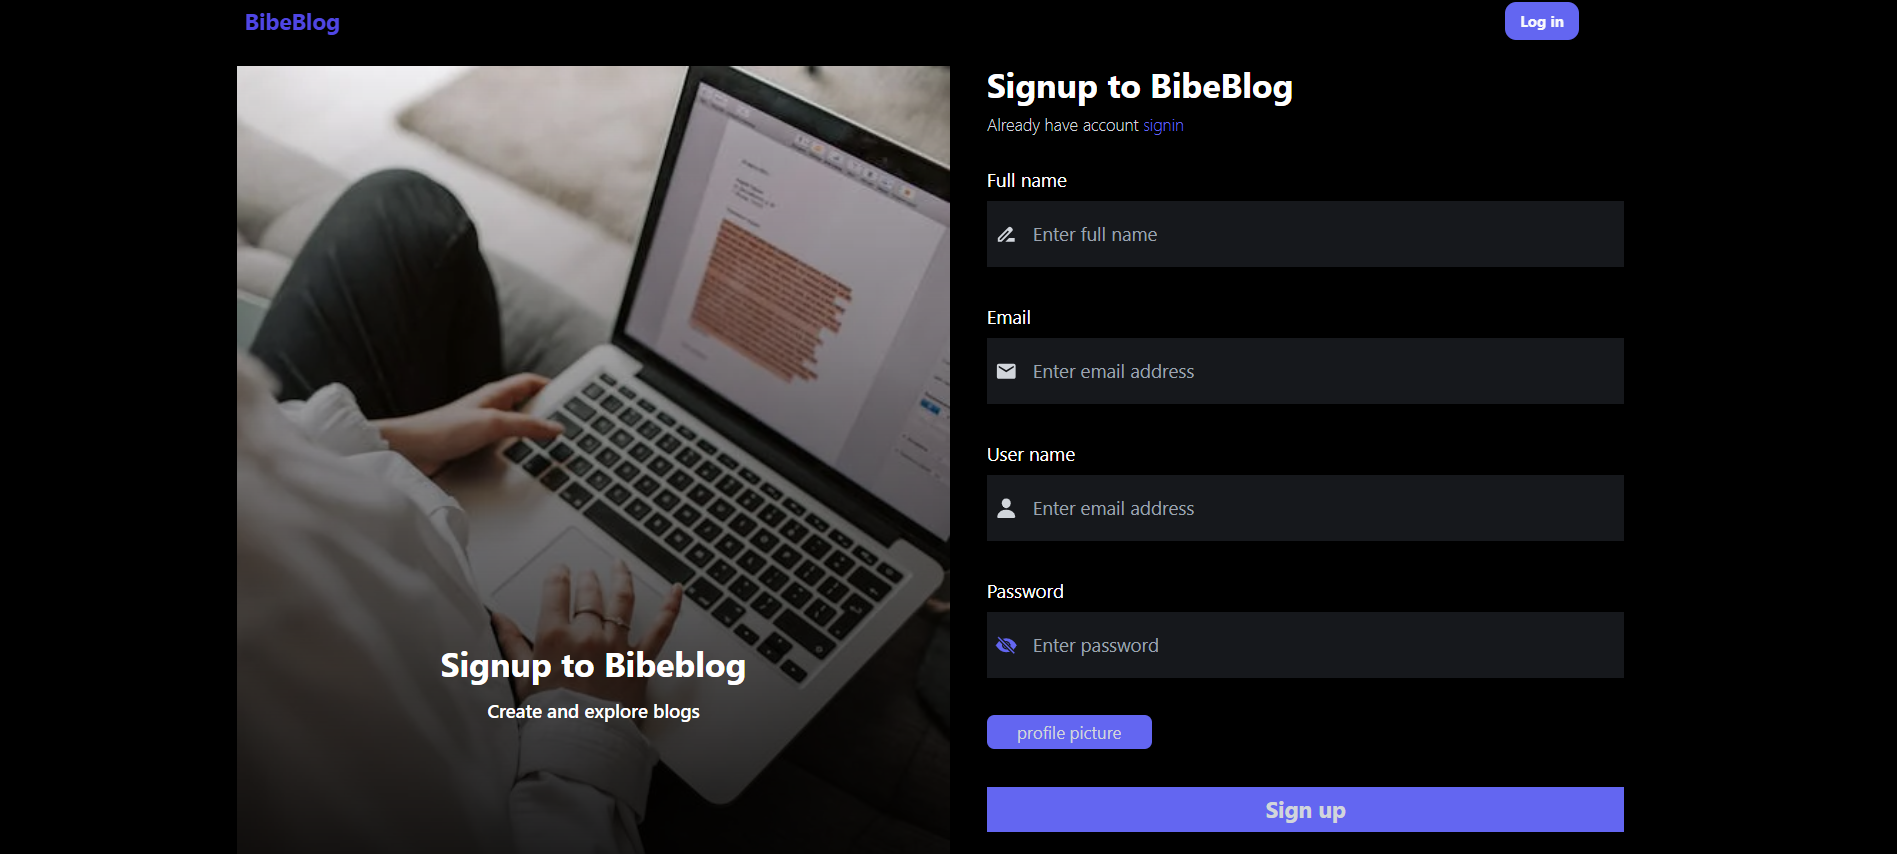 BibeBlog
Log in
Signup to Bibeblog
Create and explore blogs
Signup to BibeBlog
Already have account signin
Full name
Enter full name
Email
Enter email address
User name
Enter email address
Password
Enter password
profile picture
Sign up